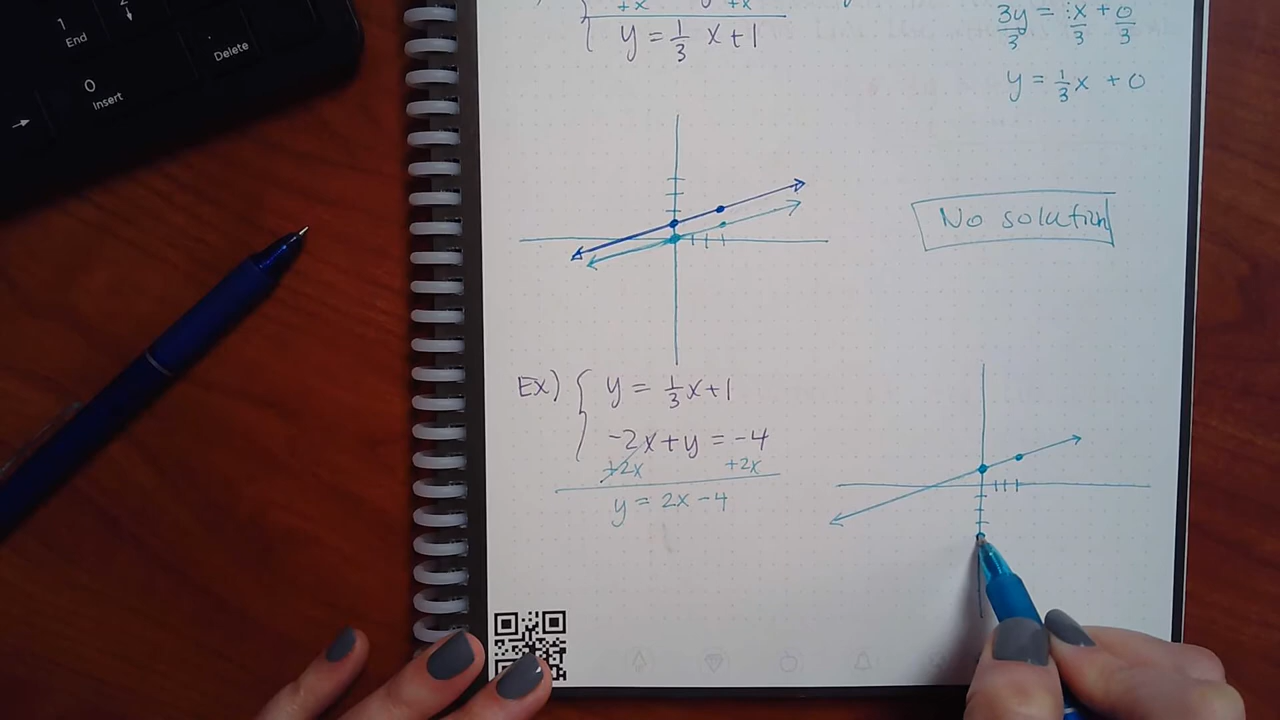 1
End
2
Delete
0
Insert
+x +x
y = 1/3 x + 1
3y/3 = x/3 + 0/3
y = 1/3 x + 0
No solution
Ex) { y = 1/3 x + 1
-2x + y = -4
+2x +2x
y = 2x - 4